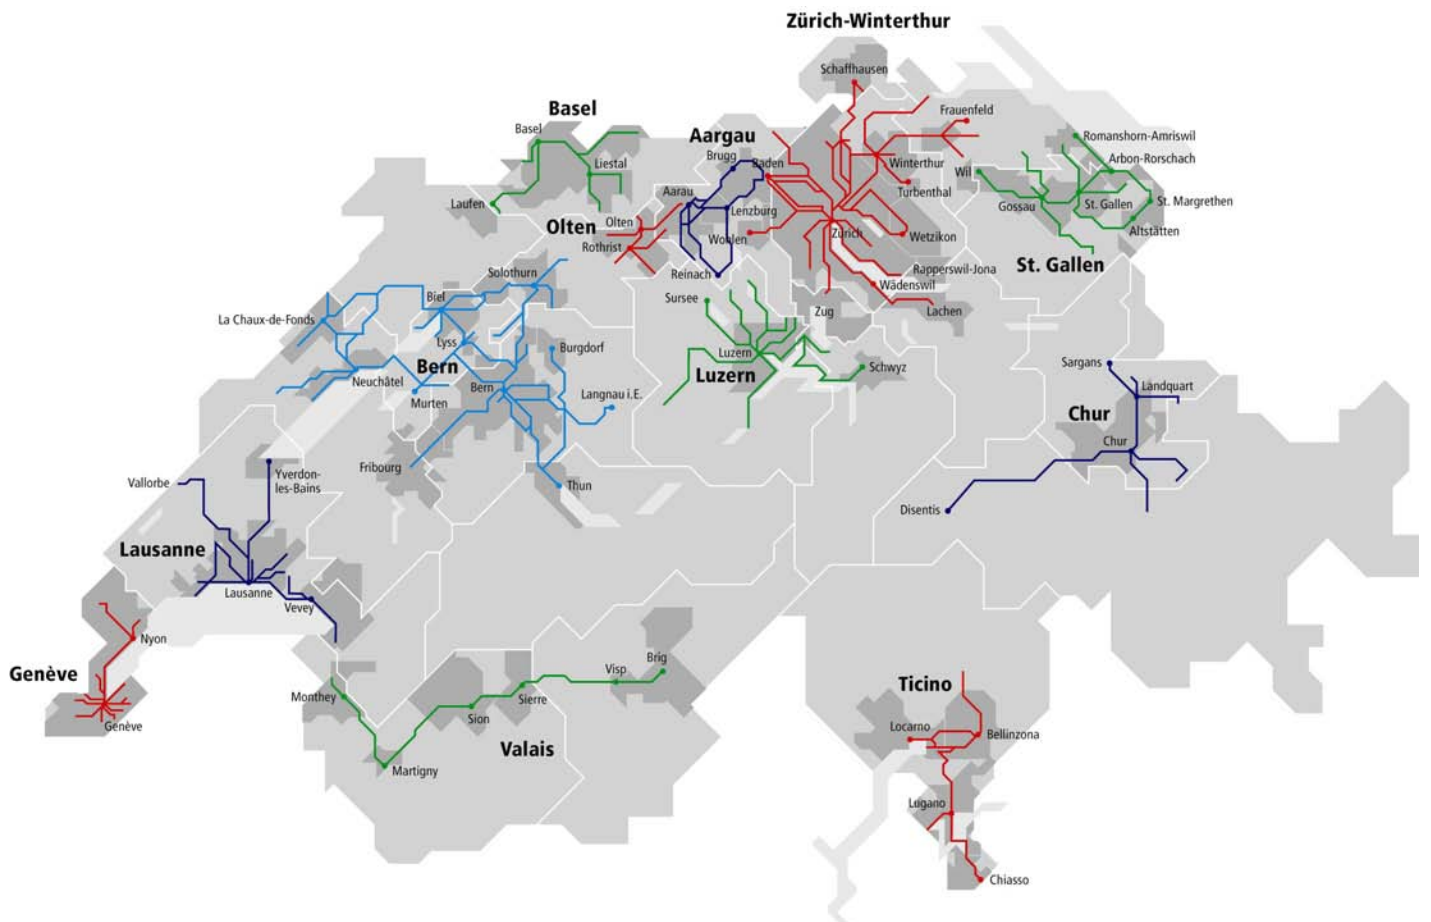 Zürich-Winterthur
Schaffhausen
Basel
Frauenfeld
Basel
Aargau
Romanshorn-Amriswil
Brugg
Baden
Winterthur
Arbon-Rorschach
Liestal
Wil
Turbenthal
Aarau
Laufen
Lenzburg
Gossau
St. Gallen
St. Margrethen
Olten
Olten
Wohlen
Zürich
Wetzikon
Altstätten
Rothrist
St. Gallen
Solothurn
Reinach
Rapperswil-Jona
Wädenswil
Biel
Sursee
Zug
Lachen
La Chaux-de-Fonds
Lyss
Burgdorf
Luzern
Bern
Sargans
Schwyz
Luzern
Neuchâtel
Bern
Landquart
Murten
Langnau i.E.
Chur
Chur
Fribourg
Yverdon-
les-Bains
Vallorbe
Thun
Disentis
Lausanne
Lausanne
Vevey
Nyon
Brig
Genève
Visp
Ticino
Monthey
Sierre
Sion
Locarno
Genève
Bellinzona
Valais
Martigny
Lugano
Chiasso